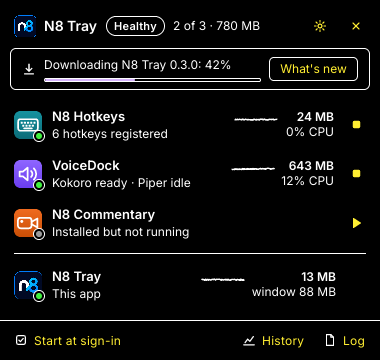 n8 N8 Tray Healthy 2 of 3 · 780 MB
Downloading N8 Tray 0.3.0: 42%
What's new
N8 Hotkeys 24 MB
6 hotkeys registered 0% CPU
VoiceDock 643 MB
Kokoro ready · Piper idle 12% CPU
N8 Commentary
Installed but not running
n8 N8 Tray 13 MB
This app window 88 MB
Start at sign-in History Log